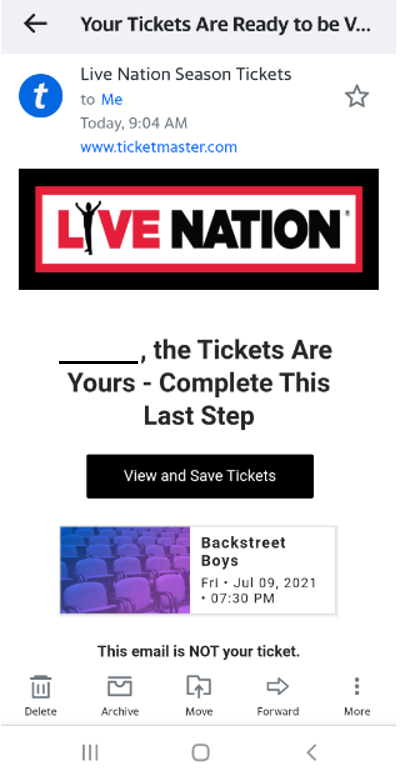 Your Tickets Are Ready to be V...
Live Nation Season Tickets
to Me
Today, 9:04 AM
www.ticketmaster.com
t
LIVE NATION®
, the Tickets Are
Yours - Complete This
Last Step
View and Save Tickets
Backstreet
Boys
Fri • Jul 09, 2021
• 07:30 PM
This email is NOT your ticket.
Delete Archive Move Forward More